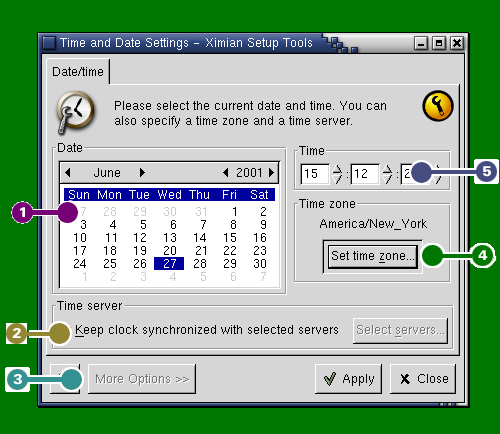 Time and Date Settings - Ximian Setup Tools
Date/time
Please select the current date and time. You can
also specify a time zone and a time server.
Date
June 2001
Sun Mon Tue Wed Thu Fri Sat
28 29 30 31 1 2
3 4 5 6 7 8 9
10 11 12 13 14 15 16
17 18 19 20 21 22 23
24 25 26 27 28 29 30
1 2 3 4 5 6 7
1
Time
15 : 12 :
5
Time zone
America/New_York
Set time zone...
4
Time server
2
Keep clock synchronized with selected servers
Select servers...
3
More Options >>
Apply
Close